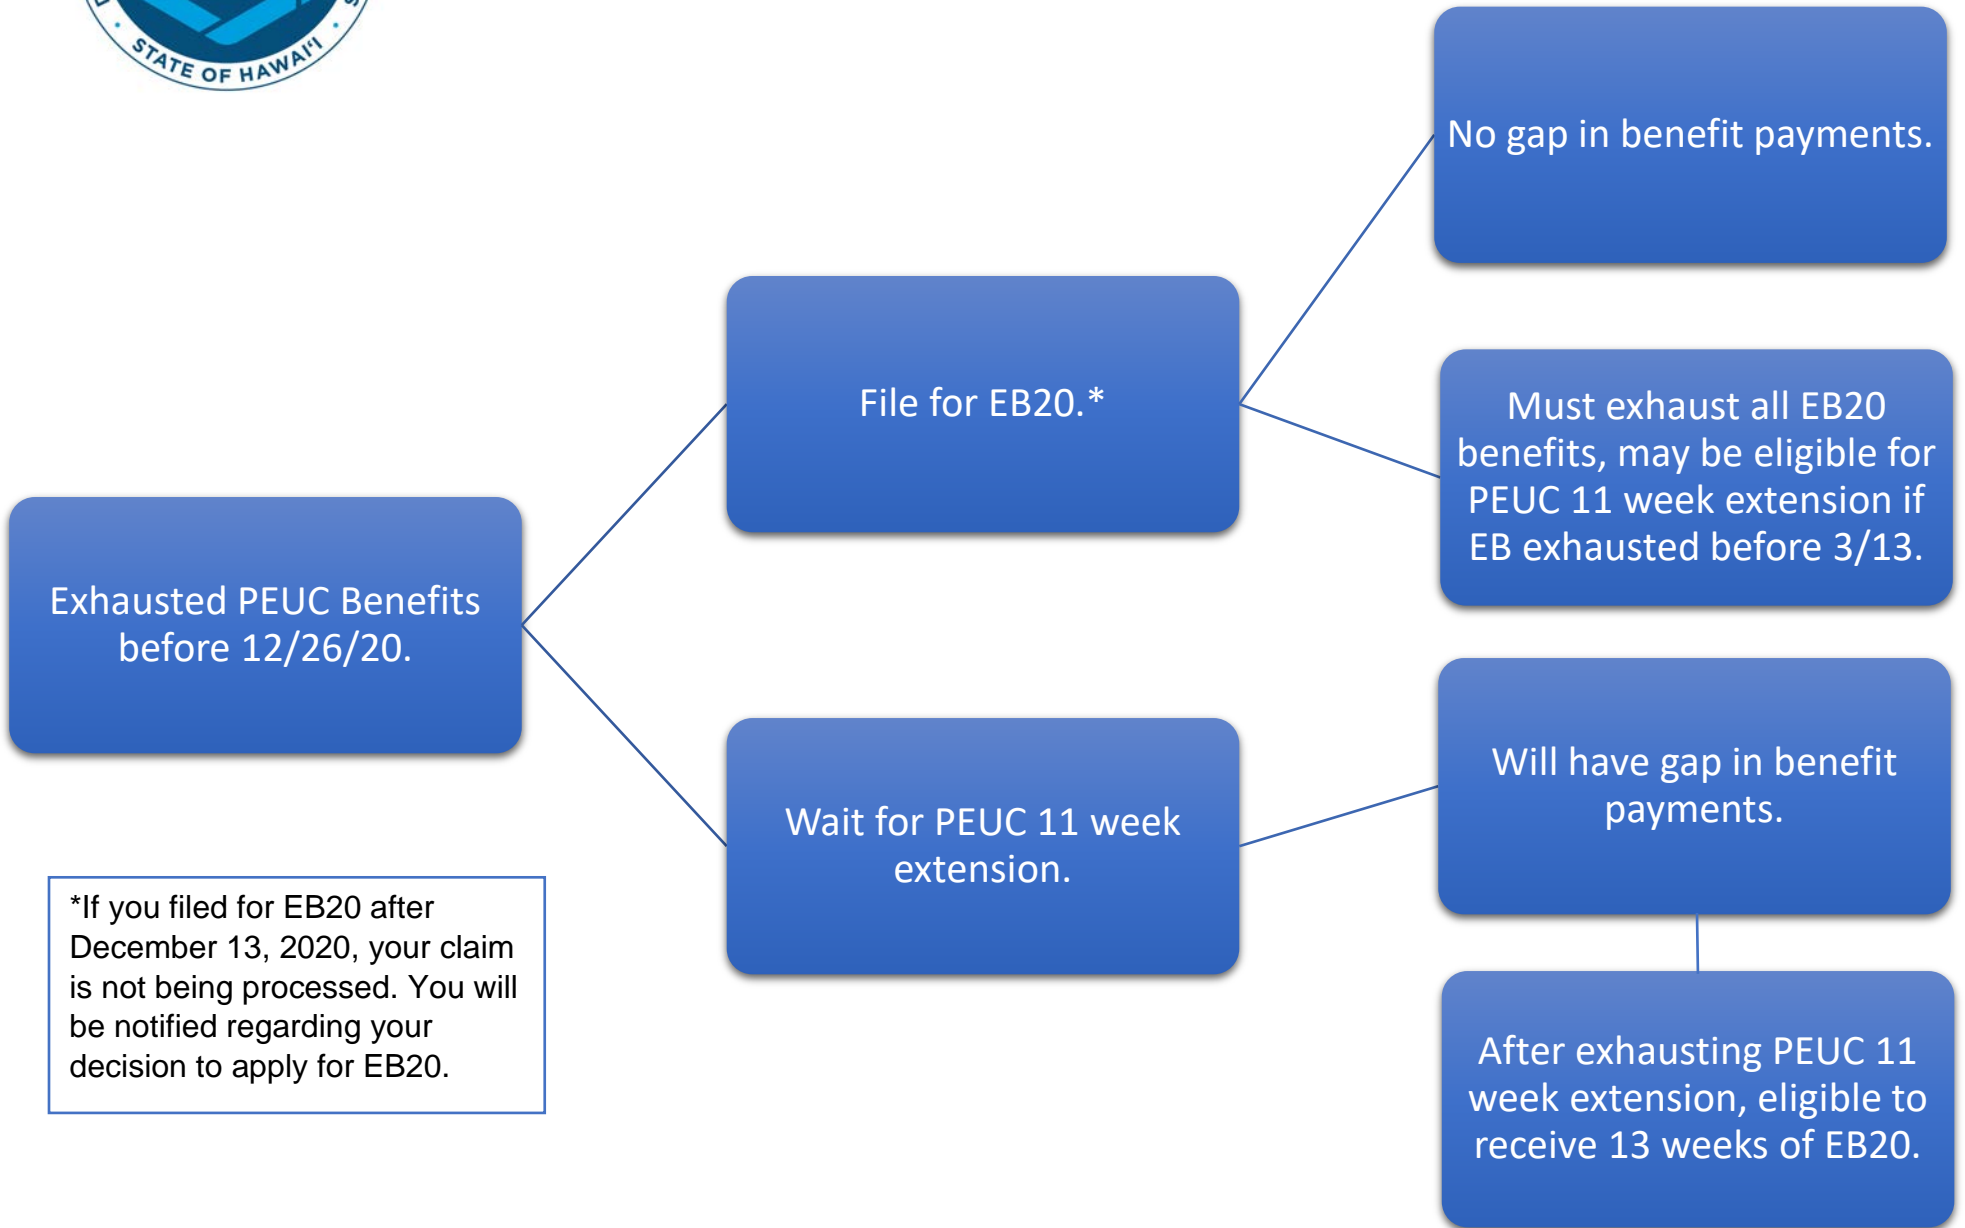 STATE OF HAWAIʻI
No gap in benefit payments.
File for EB20.*
Must exhaust all EB20
benefits, may be eligible for
PEUC 11 week extension if
EB exhausted before 3/13.
Exhausted PEUC Benefits
before 12/26/20.
Wait for PEUC 11 week
extension.
Will have gap in benefit
payments.
After exhausting PEUC 11
week extension, eligible to
receive 13 weeks of EB20.
*If you filed for EB20 after
December 13, 2020, your claim
is not being processed. You will
be notified regarding your
decision to apply for EB20.